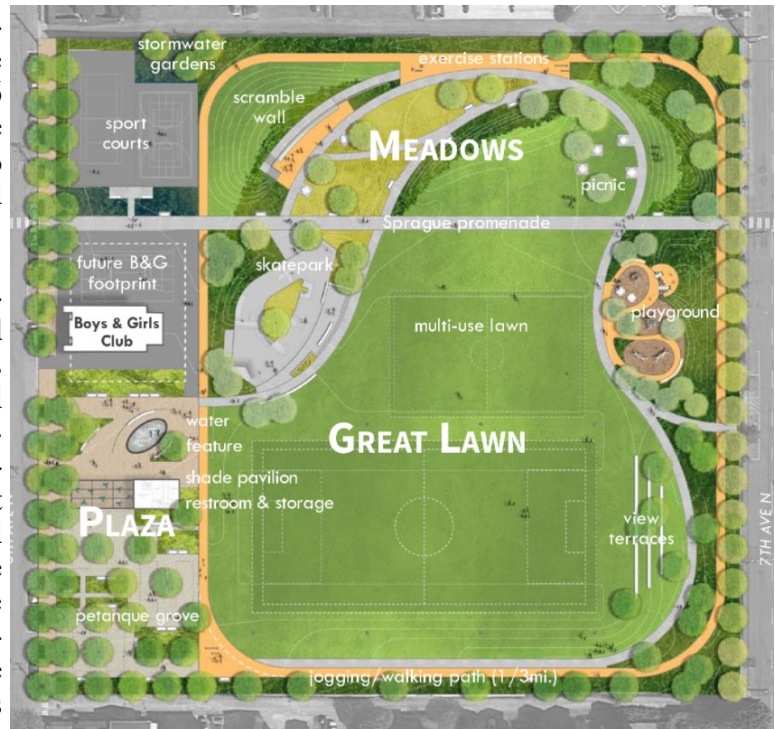 stormwater
gardens
exercise stations
scramble
wall
sport
courts
MEADOWS
picnic
Sprague promenade
future B&G
footprint
skatepark
Boys & Girls
Club
playground
multi-use lawn
water
feature
GREAT LAWN
shade pavilion
restroom & storage
PLAZA
view
terraces
7TH AVE N
petanque grove
jogging/walking path (1/3mi.)